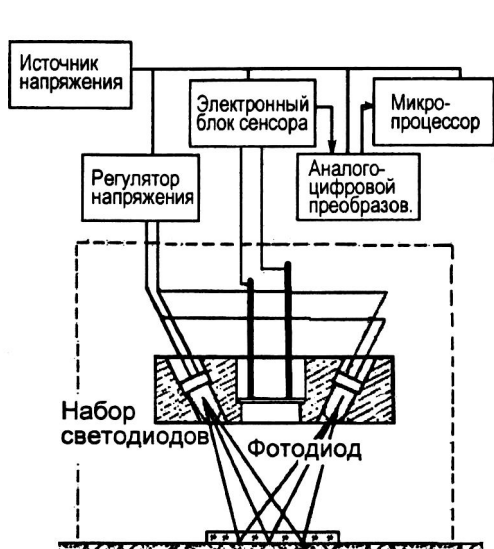 Источник
напряжения
Электронный
блок сенсора
Микро-
процессор
Регулятор
напряжения
Аналого-
цифровой
преобразов.
Набор
светодиодов
Фотодиод